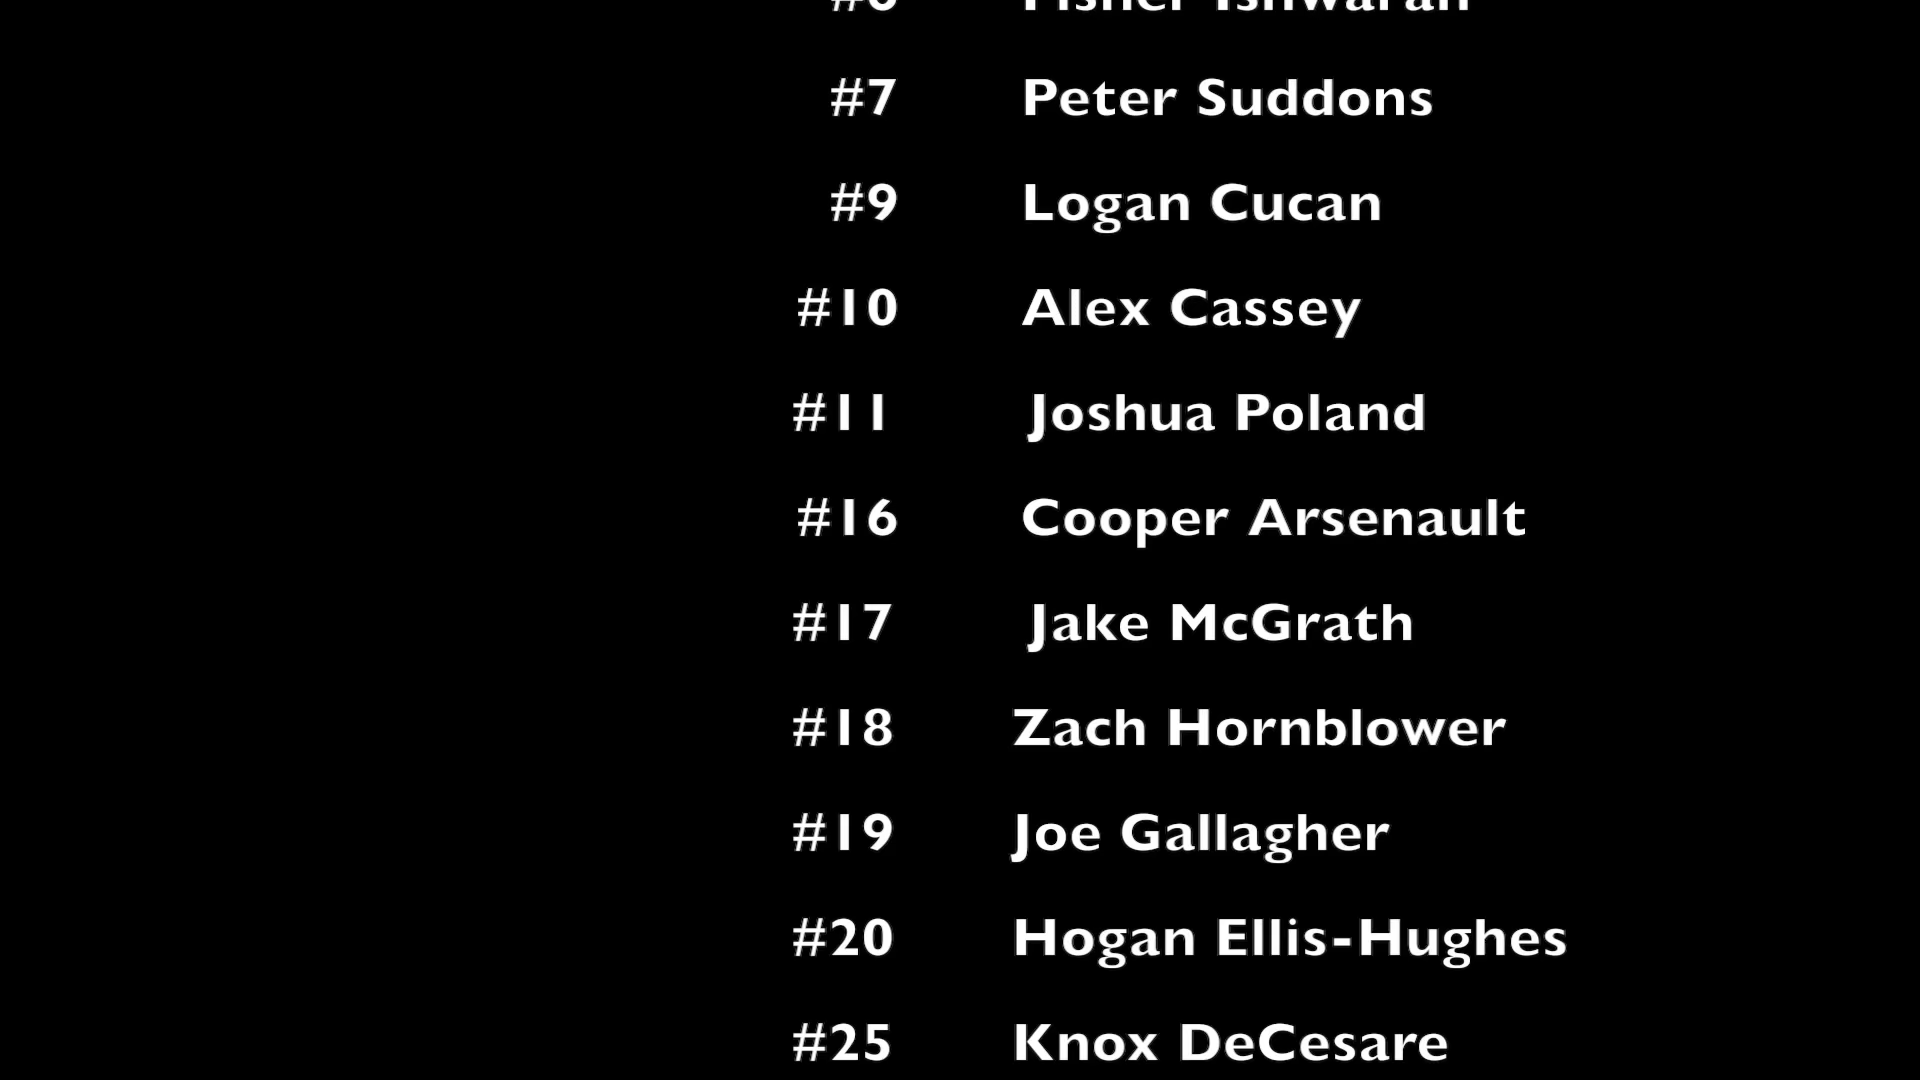 #7 Peter Suddons
#9 Logan Cucan
#10 Alex Cassey
#11 Joshua Poland
#16 Cooper Arsenault
#17 Jake McGrath
#18 Zach Hornblower
#19 Joe Gallagher
#20 Hogan Ellis-Hughes
#25 Knox DeCesare